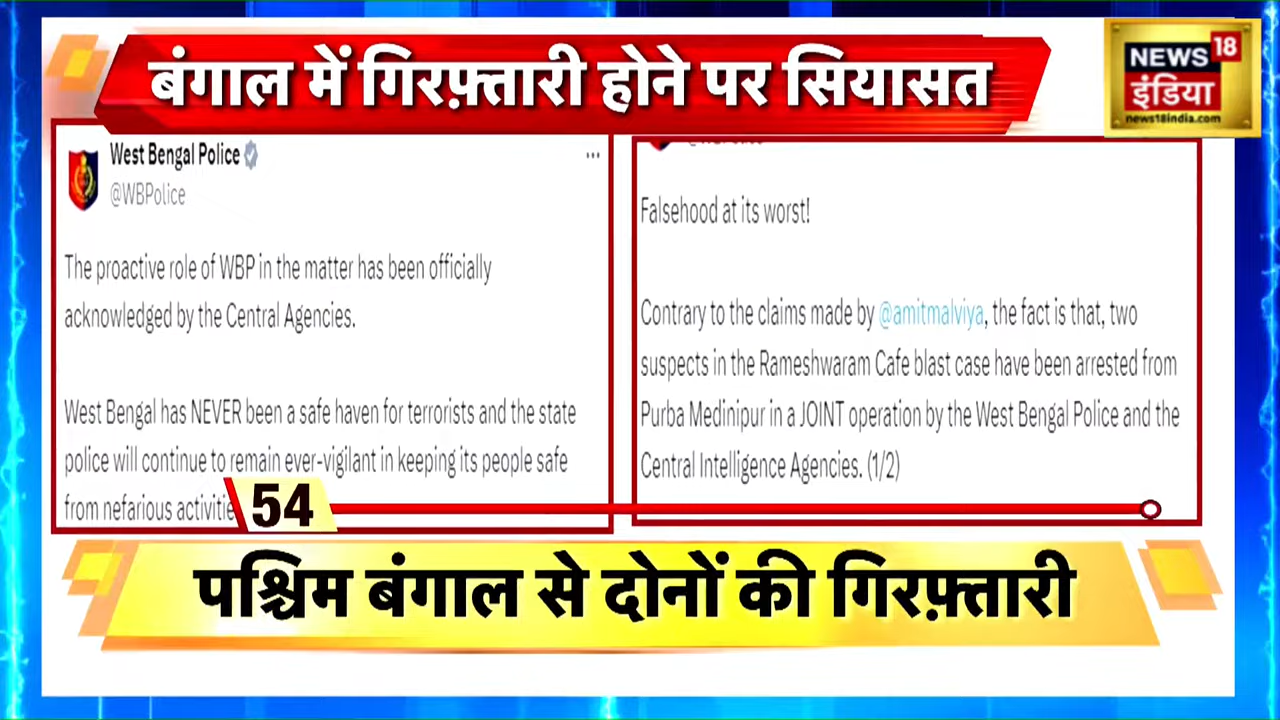 बंगाल में गिरफ़्तारी होने पर सियासत
NEWS 18
इंडिया
news18india.com
West Bengal Police
@WBPolice
The proactive role of WBP in the matter has been officially
acknowledged by the Central Agencies.
West Bengal has NEVER been a safe haven for terrorists and the state
police will continue to remain ever-vigilant in keeping its people safe
from nefarious activitie
Falsehood at its worst!
Contrary to the claims made by @amitmalviya, the fact is that, two
suspects in the Rameshwaram Cafe blast case have been arrested from
Purba Medinipur in a JOINT operation by the West Bengal Police and the
Central Intelligence Agencies. (1/2)
54
पश्चिम बंगाल से दोनों की गिरफ़्तारी